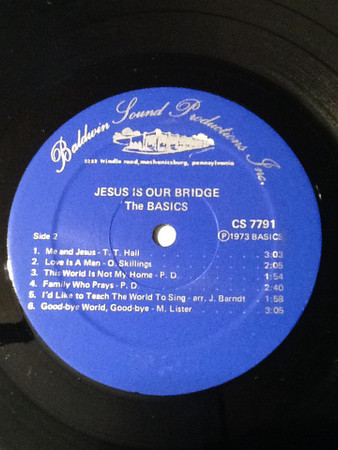 Baldwin Sound Productions Inc.
Windie road, mechanicsburg, pennsylvania
JESUS IS OUR BRIDGE
The BASICS
CS 7791
Side 2
Ⓟ1973 BASICS
1. Me and Jesus - T. T. Hall 3:03
2. Love Is A Man - O. Skillings 2:05
3. This World Is Not My Home - P. D. 1:54
4. Family Who Prays - P. D. 2:40
5. I'd Like to Teach The World To Sing - arr. J. Barndt 1:58
6. Good-bye World, Good-bye - M. Lister 3:05